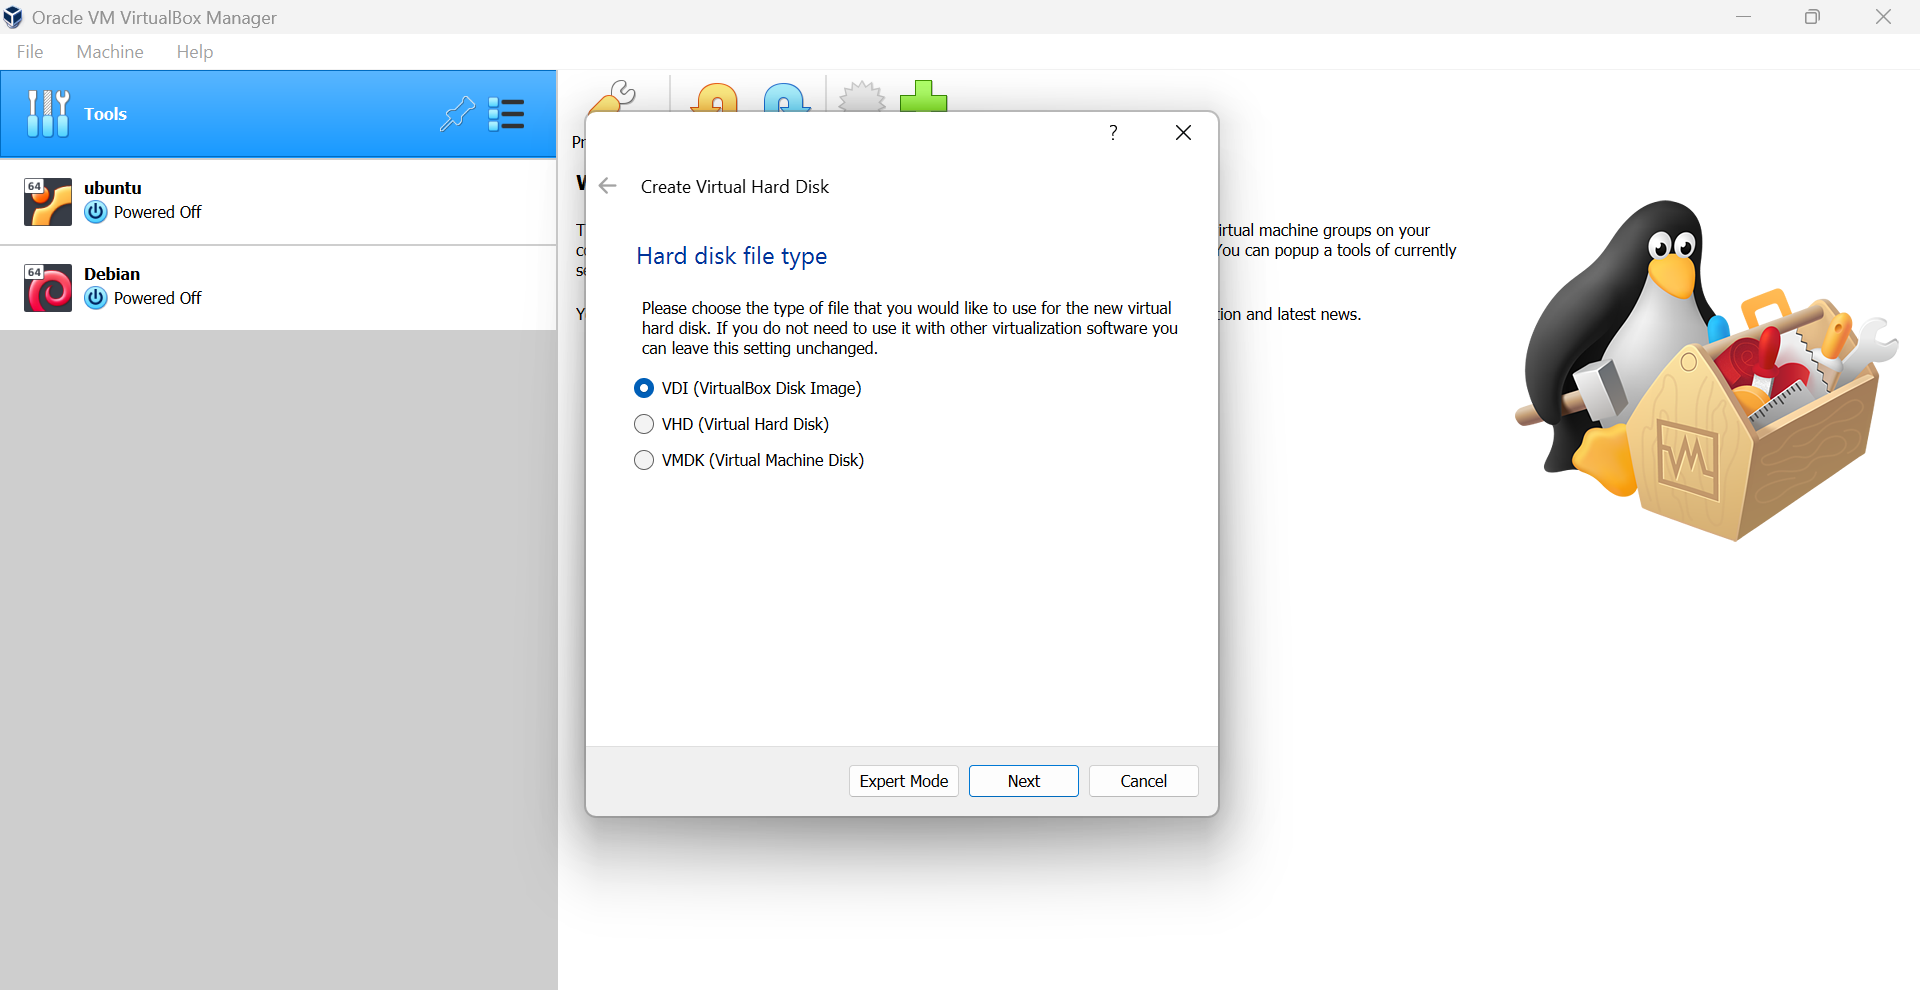 Oracle VM VirtualBox Manager
File Machine Help
Tools
64
ubuntu
Powered Off
64
Debian
Powered Off
?
Create Virtual Hard Disk
Hard disk file type
Please choose the type of file that you would like to use for the new virtual
hard disk. If you do not need to use it with other virtualization software you
can leave this setting unchanged.
VDI (VirtualBox Disk Image)
VHD (Virtual Hard Disk)
VMDK (Virtual Machine Disk)
Expert Mode Next Cancel
irtual machine groups on your
You can popup a tools of currently
ion and latest news.